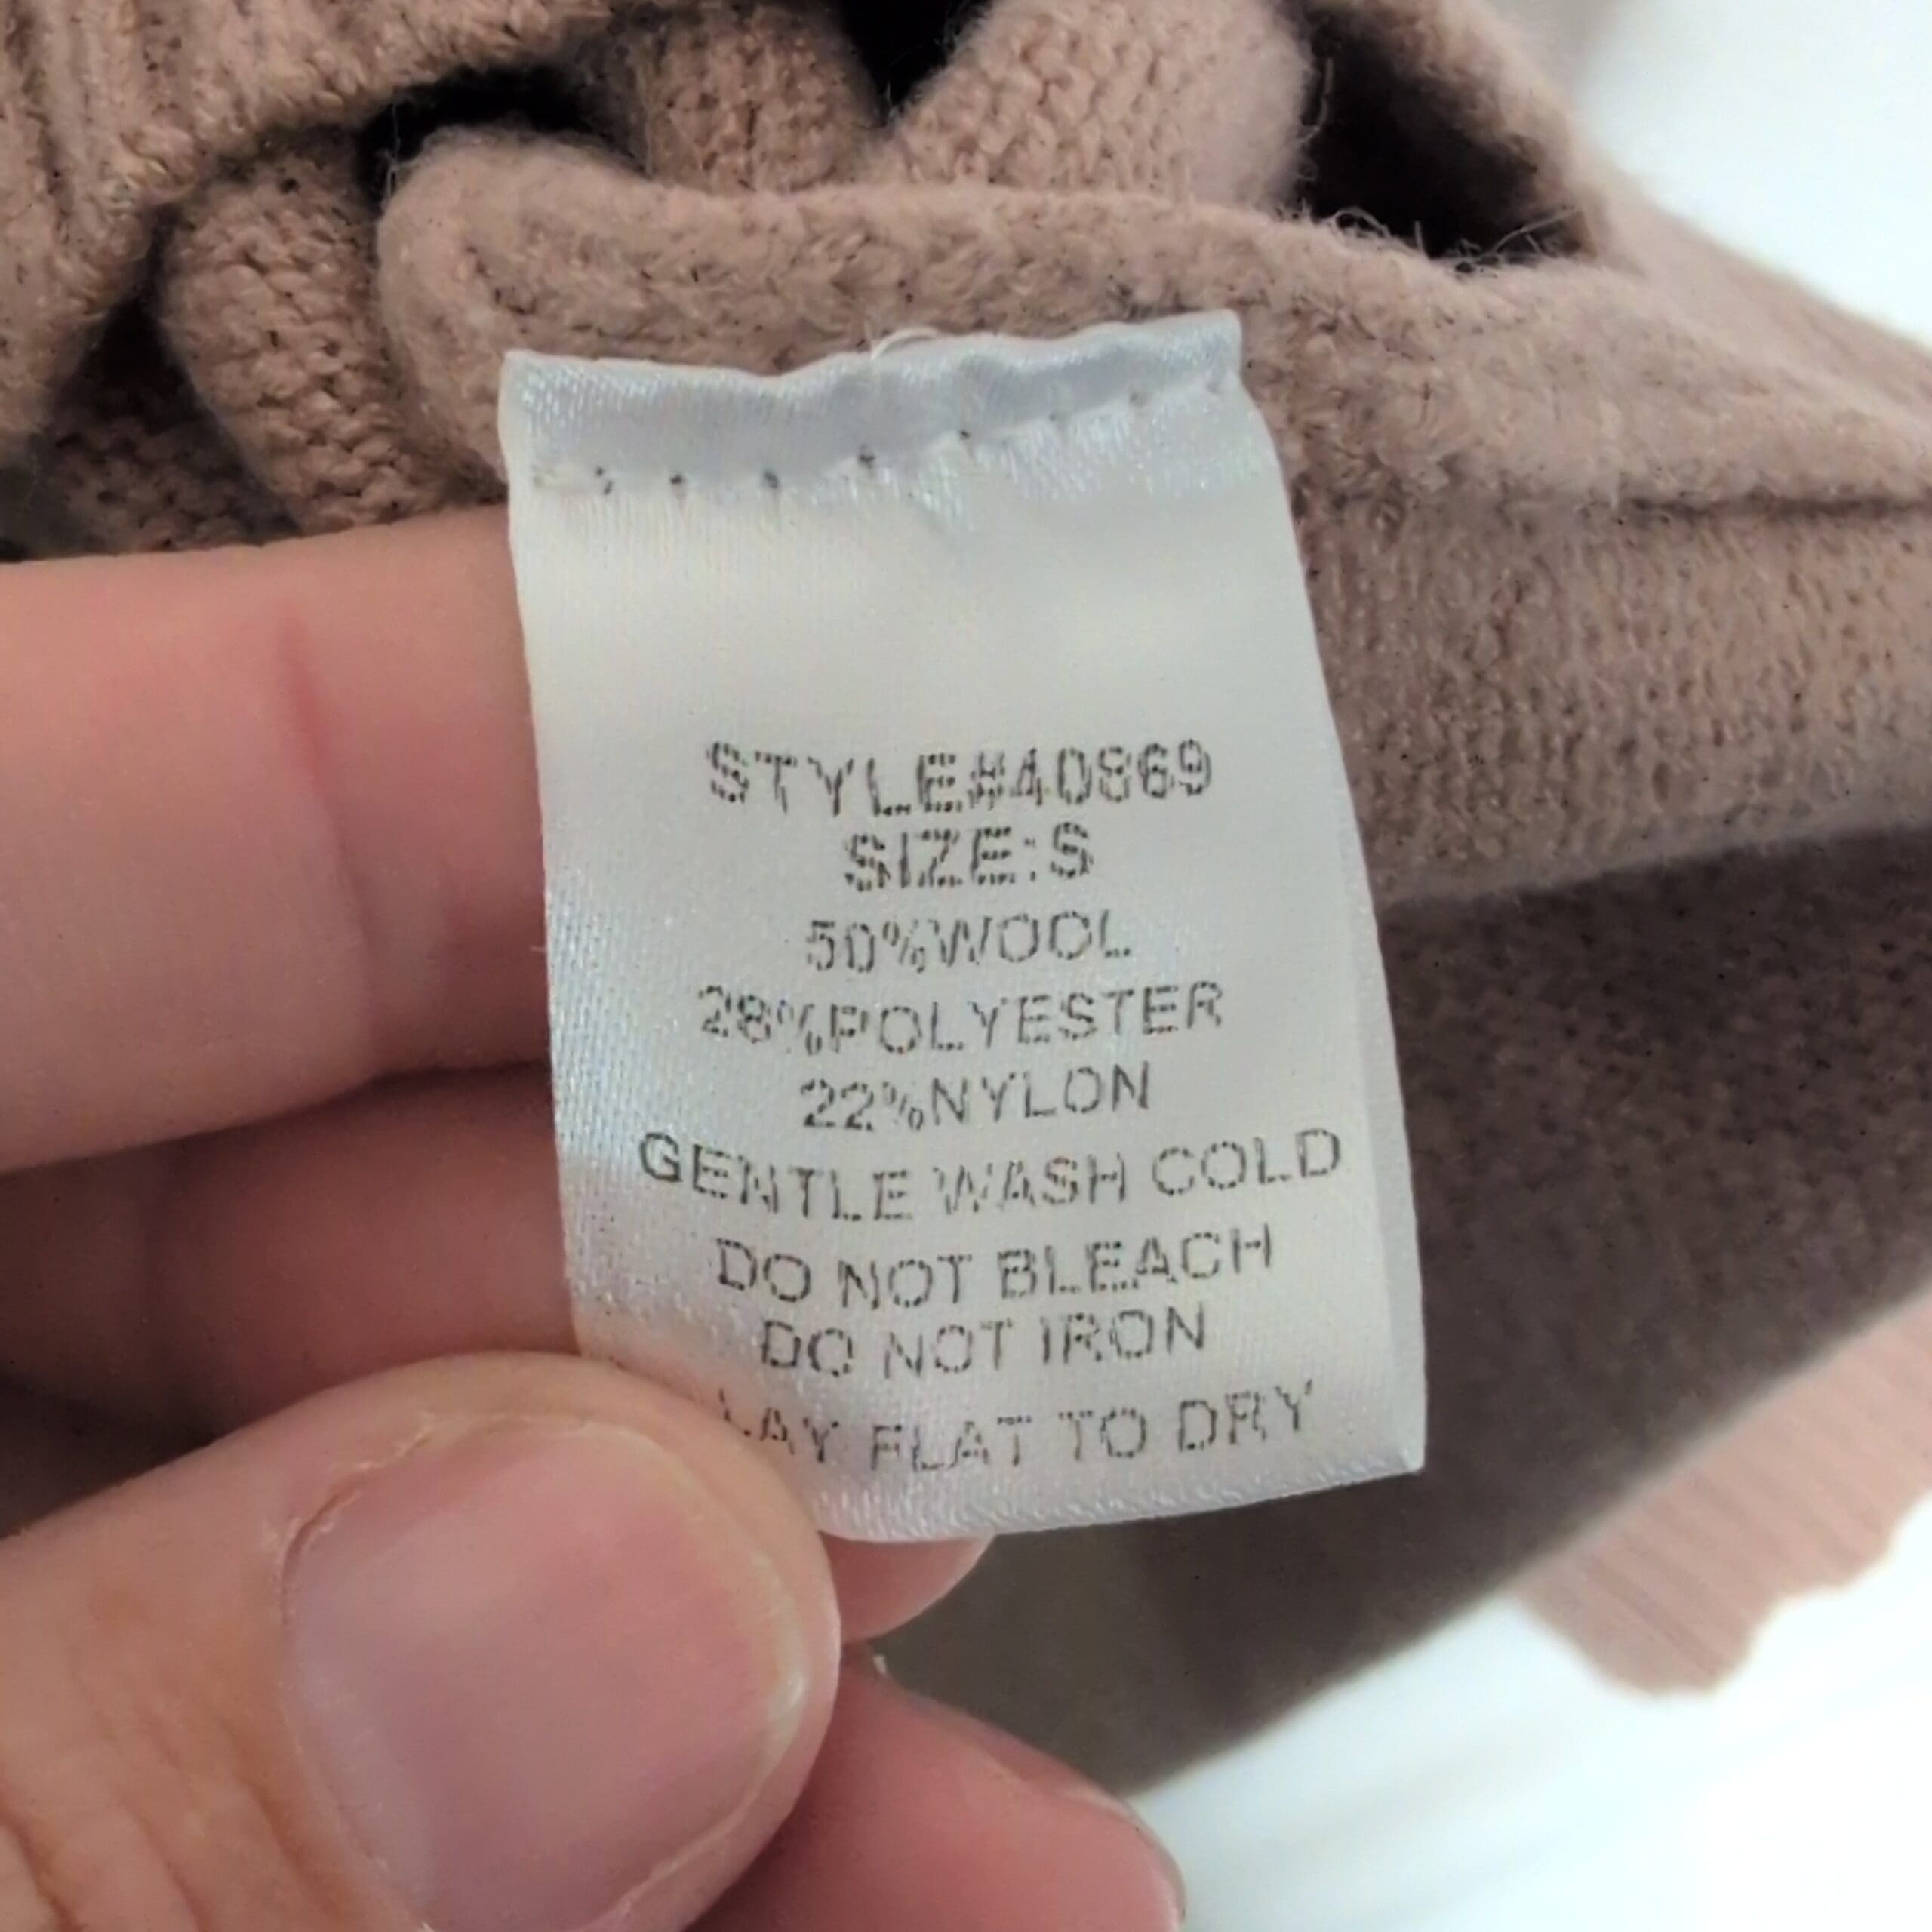 STYLE#40869
SIZE:S
50%WOOL
28%POLYESTER
22%NYLON
GENTLE WASH COLD
DO NOT BLEACH
DO NOT IRON
LAY FLAT TO DRY